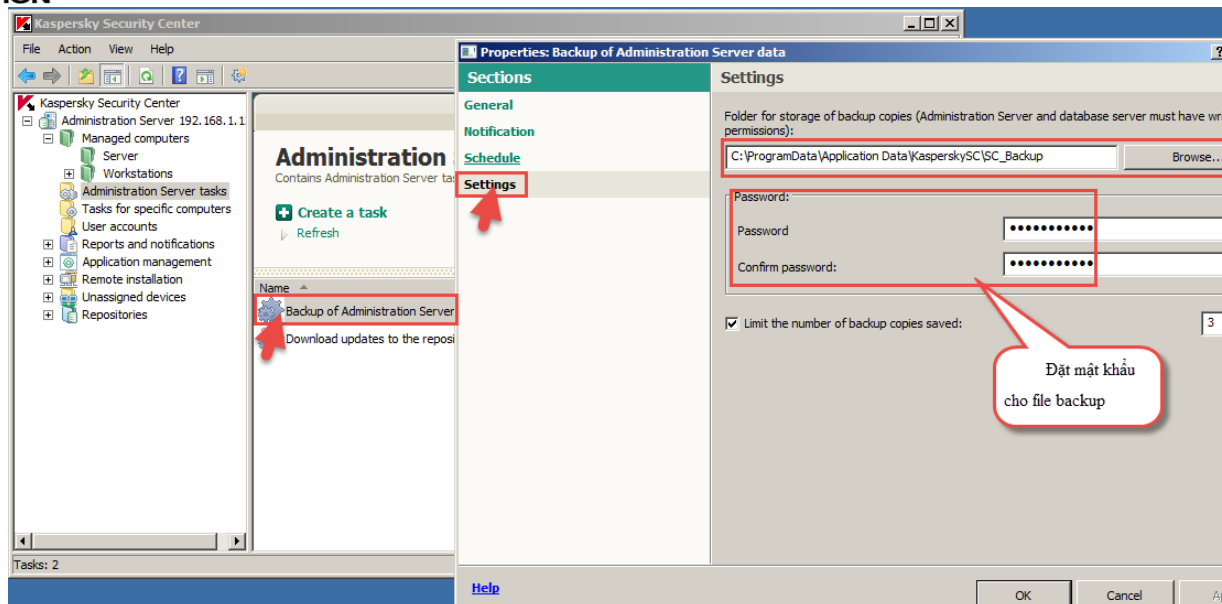 Kaspersky Security Center
File Action View Help
Kaspersky Security Center
Administration Server 192.168.1.1
Managed computers
Server
Workstations
Administration Server tasks
Tasks for specific computers
User accounts
Reports and notifications
Application management
Remote installation
Unassigned devices
Repositories
Administration
Contains Administration Server
Create a task
Refresh
Name
Backup of Administration Server
Download updates to the
Tasks: 2
Properties: Backup of Administration Server data
Sections
General
Notification
Schedule
Settings
Help
Settings
Folder for storage of backup copies (Administration Server and database server must have
permissions):
C:\ProgramData\Application Data\KasperskySC\SC_Backup Browse...
Password:
Password
Confirm password:
Limit the number of backup copies saved: 3
Đặt mật khẩu
cho file backup
OK Cancel